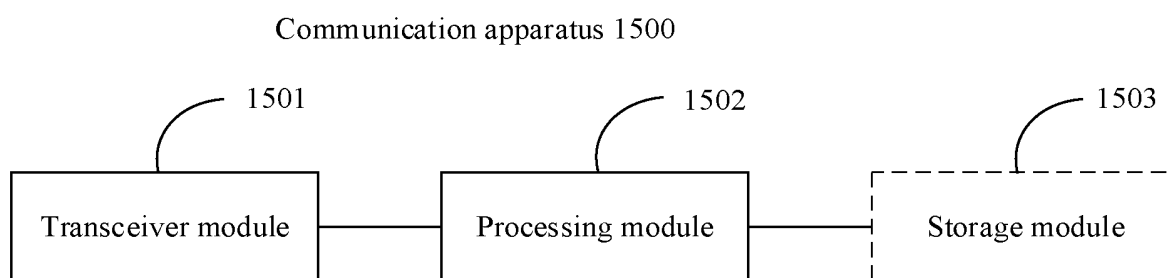 Communication apparatus 1500
1501
1502
1503
Transceiver module
Processing module
Storage module